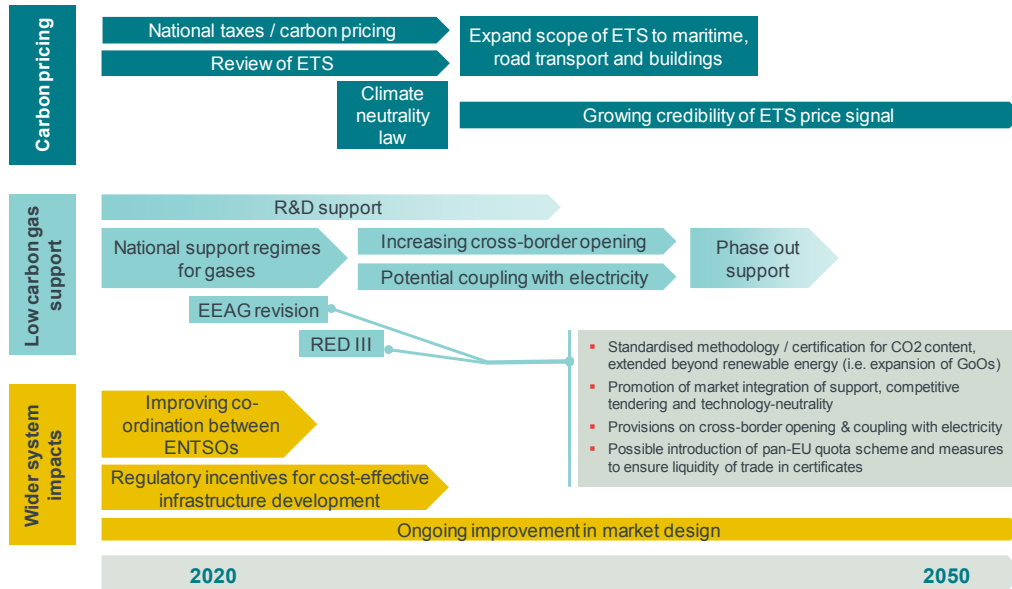 Carbon pricing
National taxes / carbon pricing
Review of ETS
Climate
neutrality
law
Expand scope of ETS to maritime,
road transport and buildings
Growing credibility of ETS price signal
Low carbon gas
support
R&D support
National support regimes
for gases
Increasing cross-border opening
Potential coupling with electricity
Phase out
support
EEAG revision
RED III
Standardised methodology / certification for CO2 content,
extended beyond renewable energy (i.e. expansion of GoOs)
Promotion of market integration of support, competitive
tendering and technology-neutrality
Provisions on cross-border opening & coupling with electricity
Possible introduction of pan-EU quota scheme and measures
to ensure liquidity of trade in certificates
Wider system
impacts
Improving co-
ordination between
ENTSOs
Regulatory incentives for cost-effective
infrastructure development
Ongoing improvement in market design
2020
2050